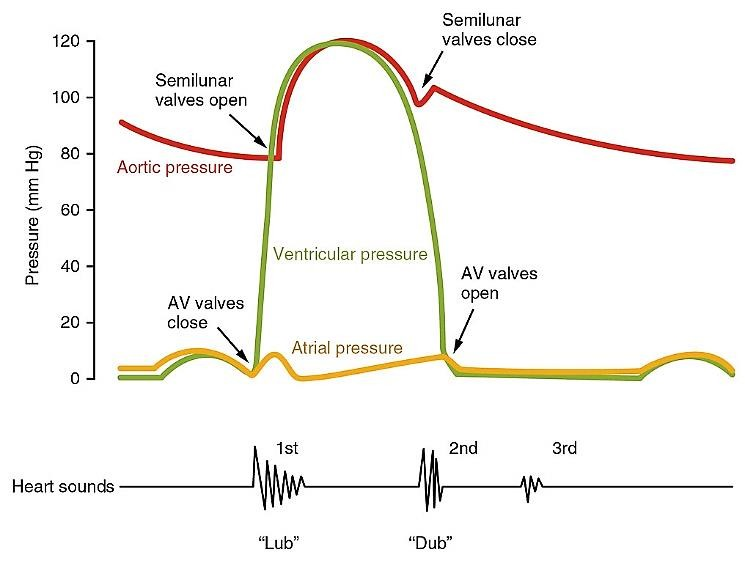 Semilunar
valves close
120
Semilunar
valves open
100
80
Aortic pressure
Pressure (mm Hg)
60
Ventricular pressure
40
AV valves
open
AV valves
close
20
Atrial pressure
0
1st
2nd
3rd
Heart sounds
“Lub”
“Dub”